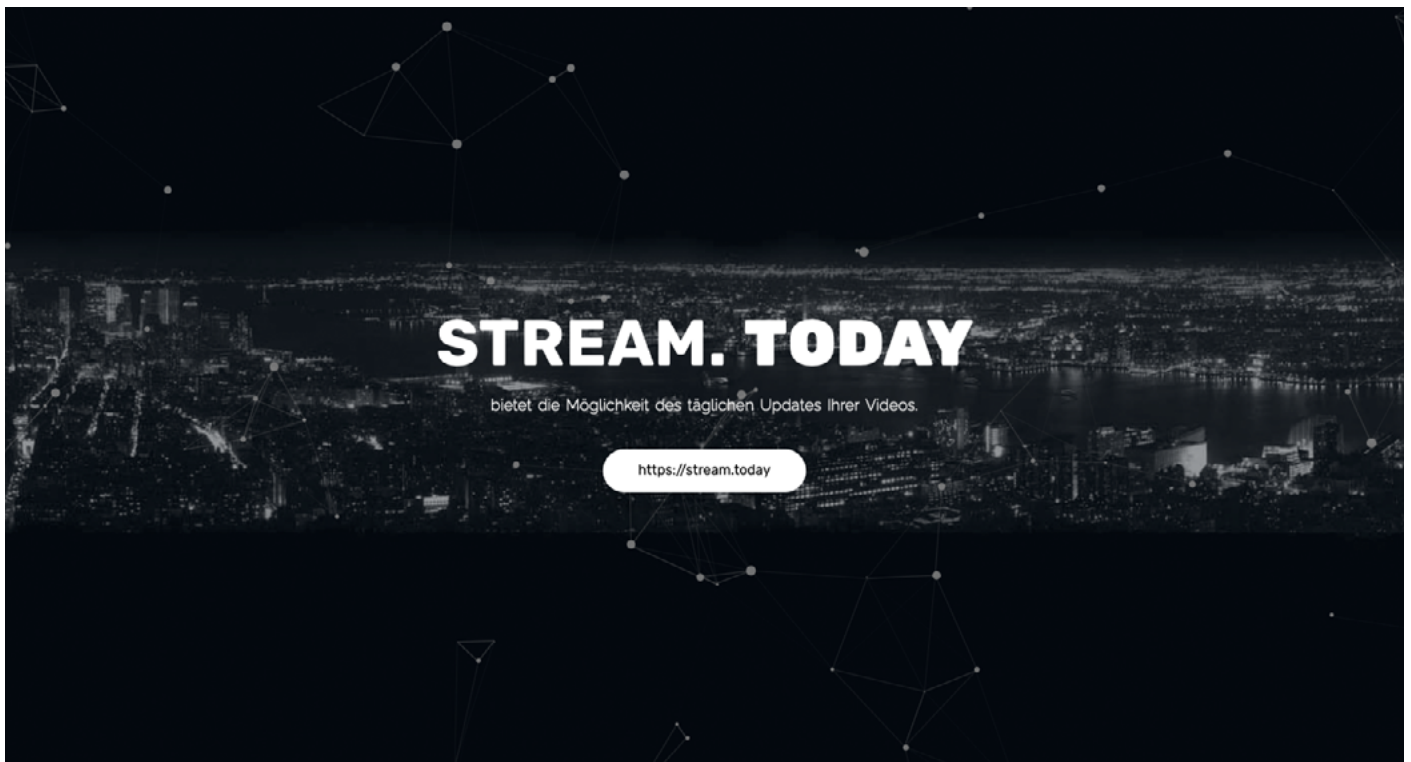 STREAM. TODAY
bietet die Möglichkeit des täglichen Updates Ihrer Videos.
https://stream.today